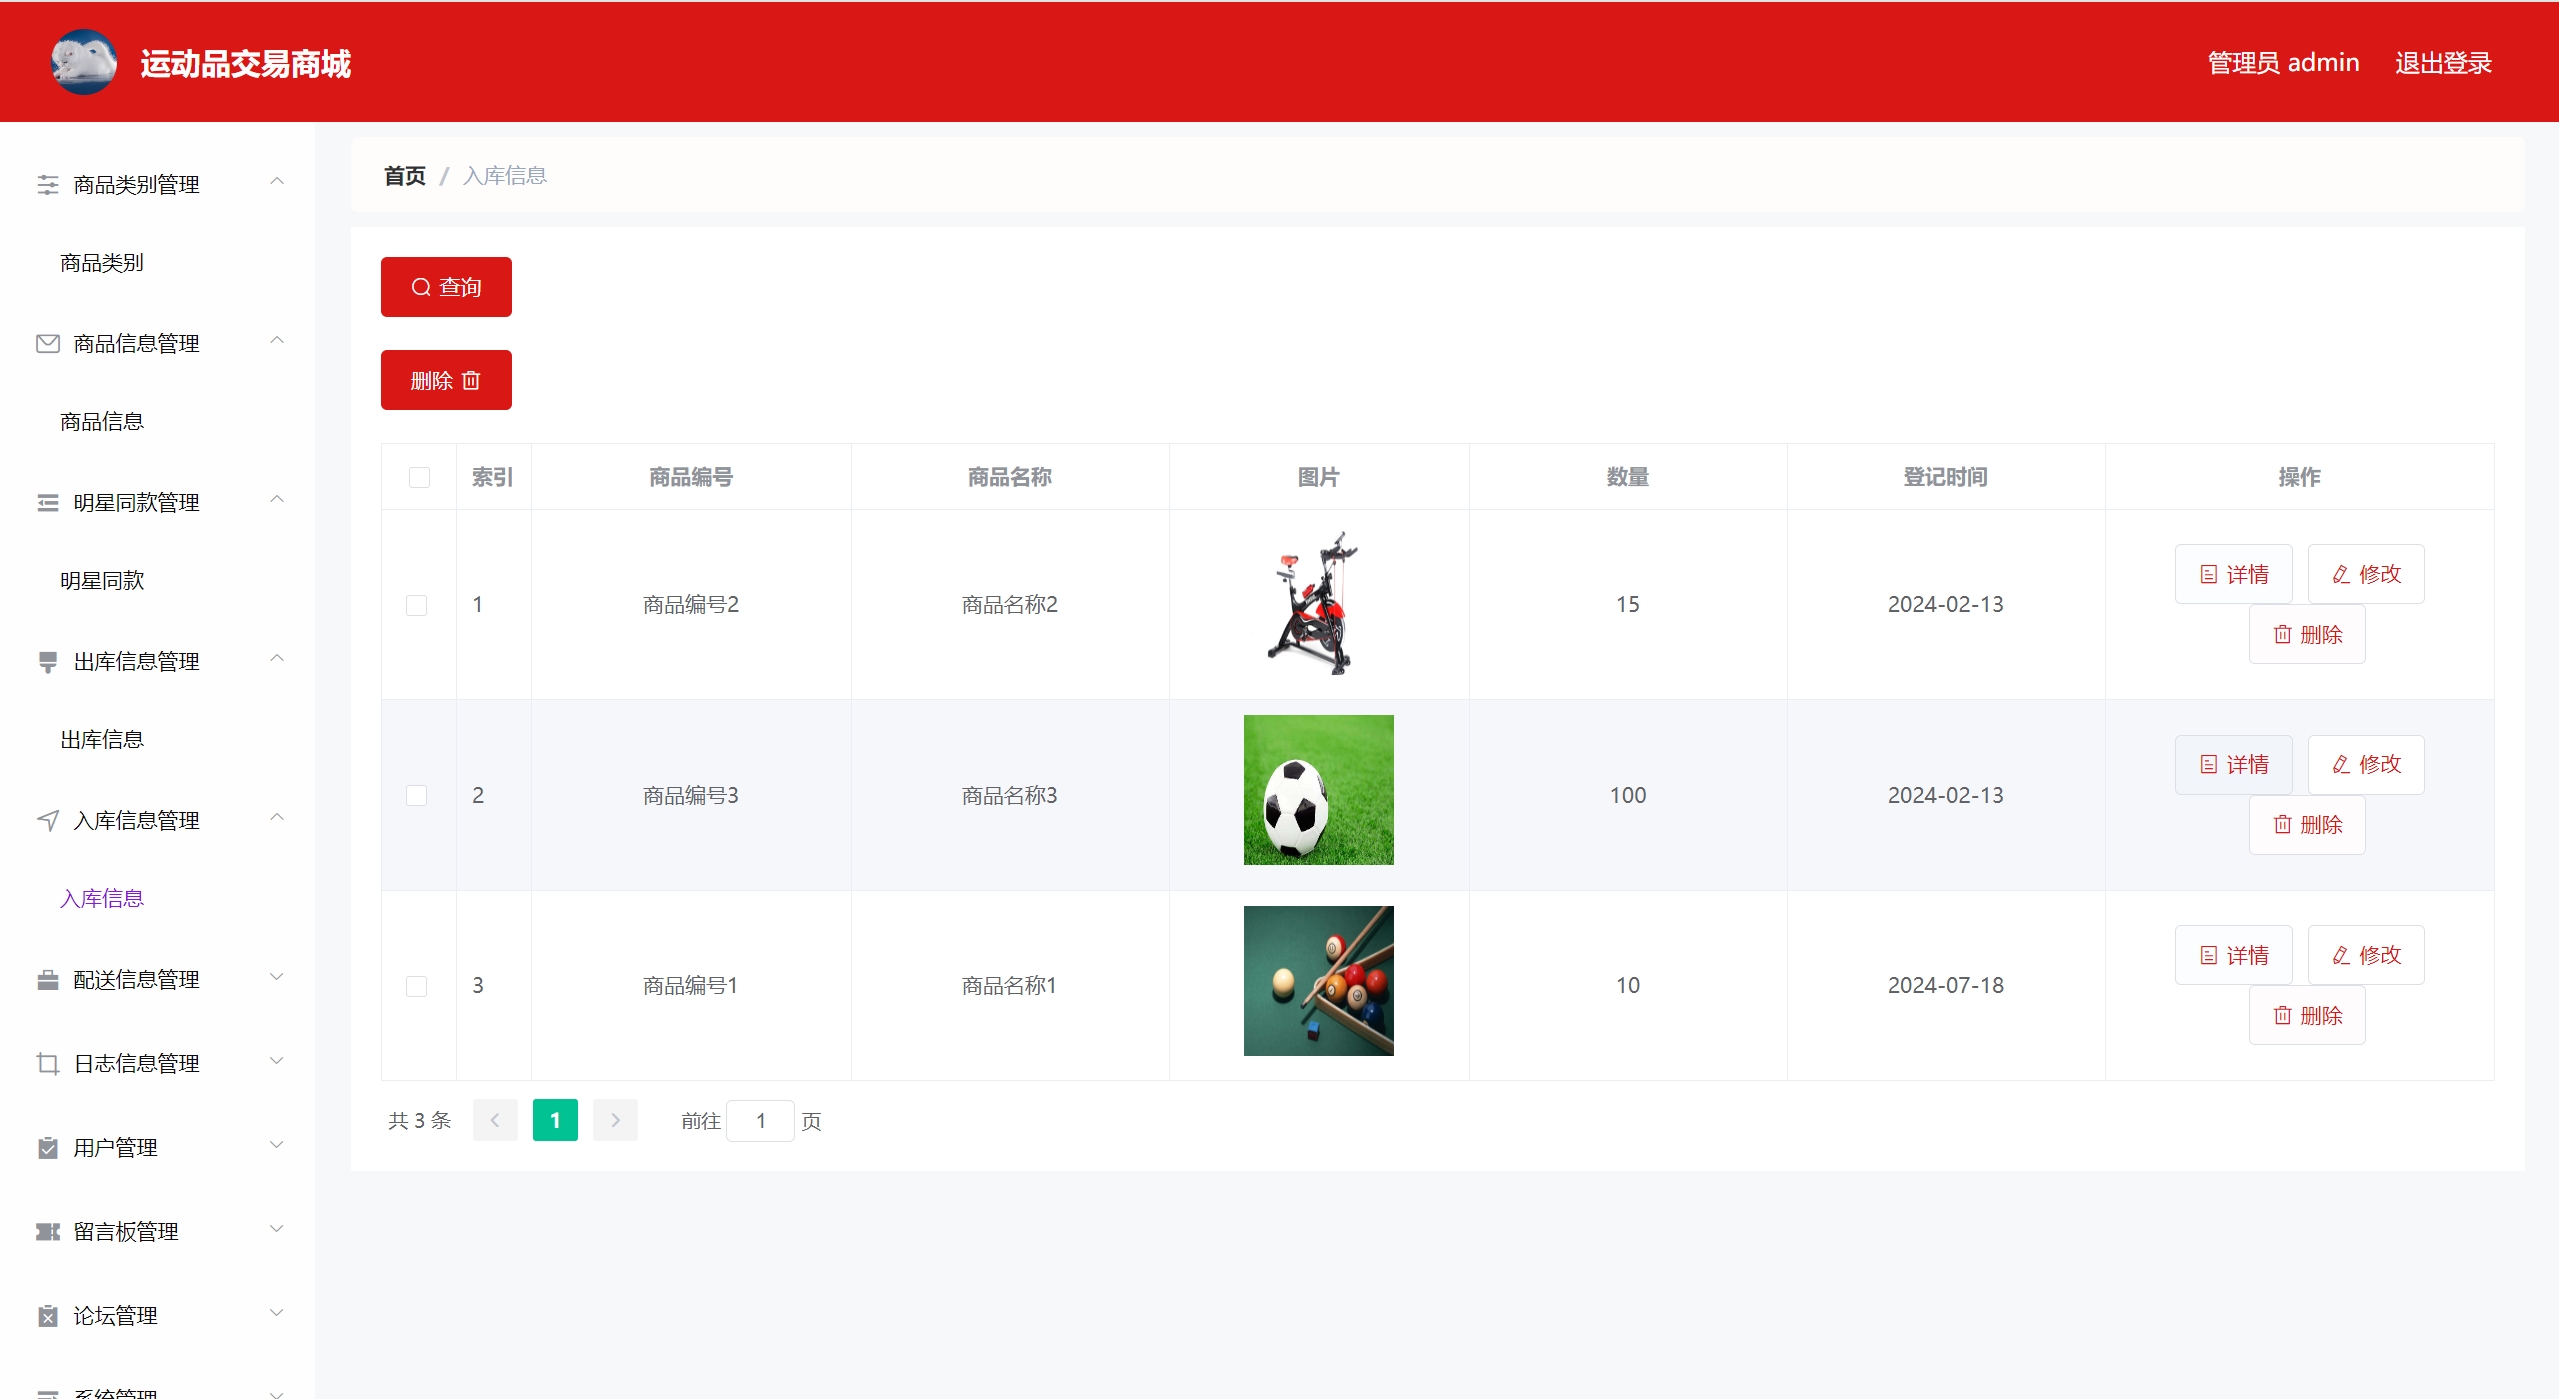 运动品交易商城
管理员 admin 退出登录
商品类别管理
商品类别
商品信息管理
商品信息
明星同款管理
明星同款
出库信息管理
出库信息
入库信息管理
入库信息
配送信息管理
日志信息管理
用户管理
留言板管理
论坛管理
系统管理
首页 / 入库信息
查询
删除
索引 商品编号 商品名称 图片 数量 登记时间 操作
1 商品编号2 商品名称2 15 2024-02-13 详情 修改
删除
2 商品编号3 商品名称3 100 2024-02-13 详情 修改
删除
3 商品编号1 商品名称1 10 2024-07-18 详情 修改
删除
共 3 条 1 前往 1 页